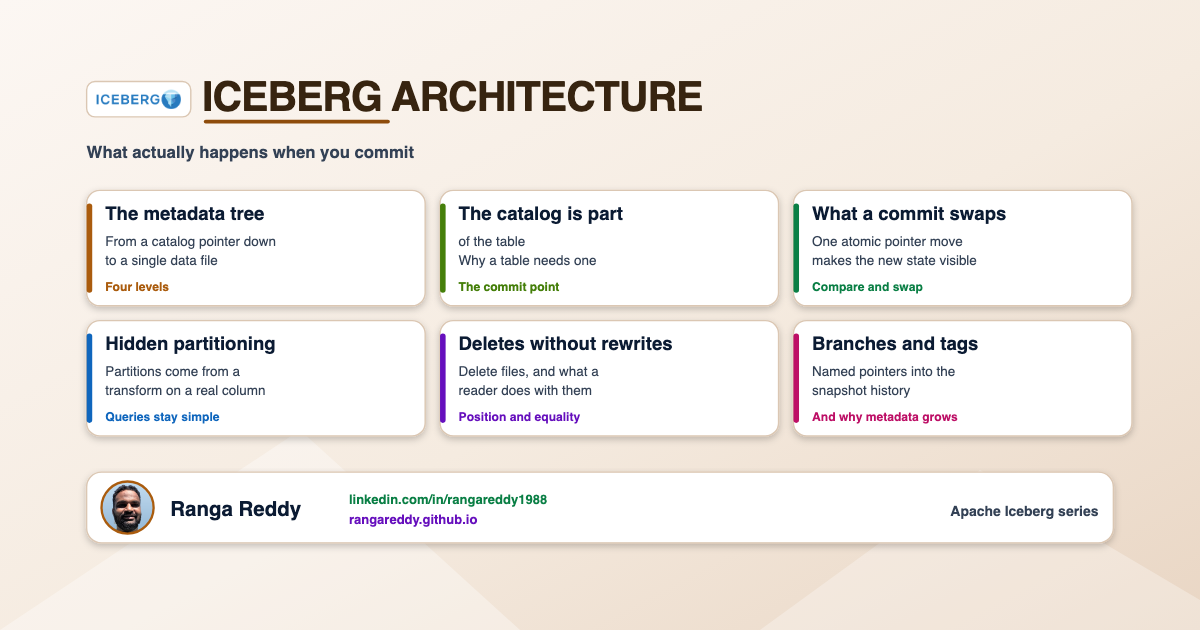 ICEBERG
ICEBERG ARCHITECTURE
What actually happens when you commit
The metadata tree
From a catalog pointer down
to a single data file
Four levels
The catalog is part
of the table
Why a table needs one
The commit point
What a commit swaps
One atomic pointer move
makes the new state visible
Compare and swap
Hidden partitioning
Partitions come from a
transform on a real column
Queries stay simple
Deletes without rewrites
Delete files, and what a
reader does with them
Position and equality
Branches and tags
Named pointers into the
snapshot history
And why metadata grows
Ranga Reddy
linkedin.com/in/rangareddy1988
rangareddy.github.io
Apache Iceberg series